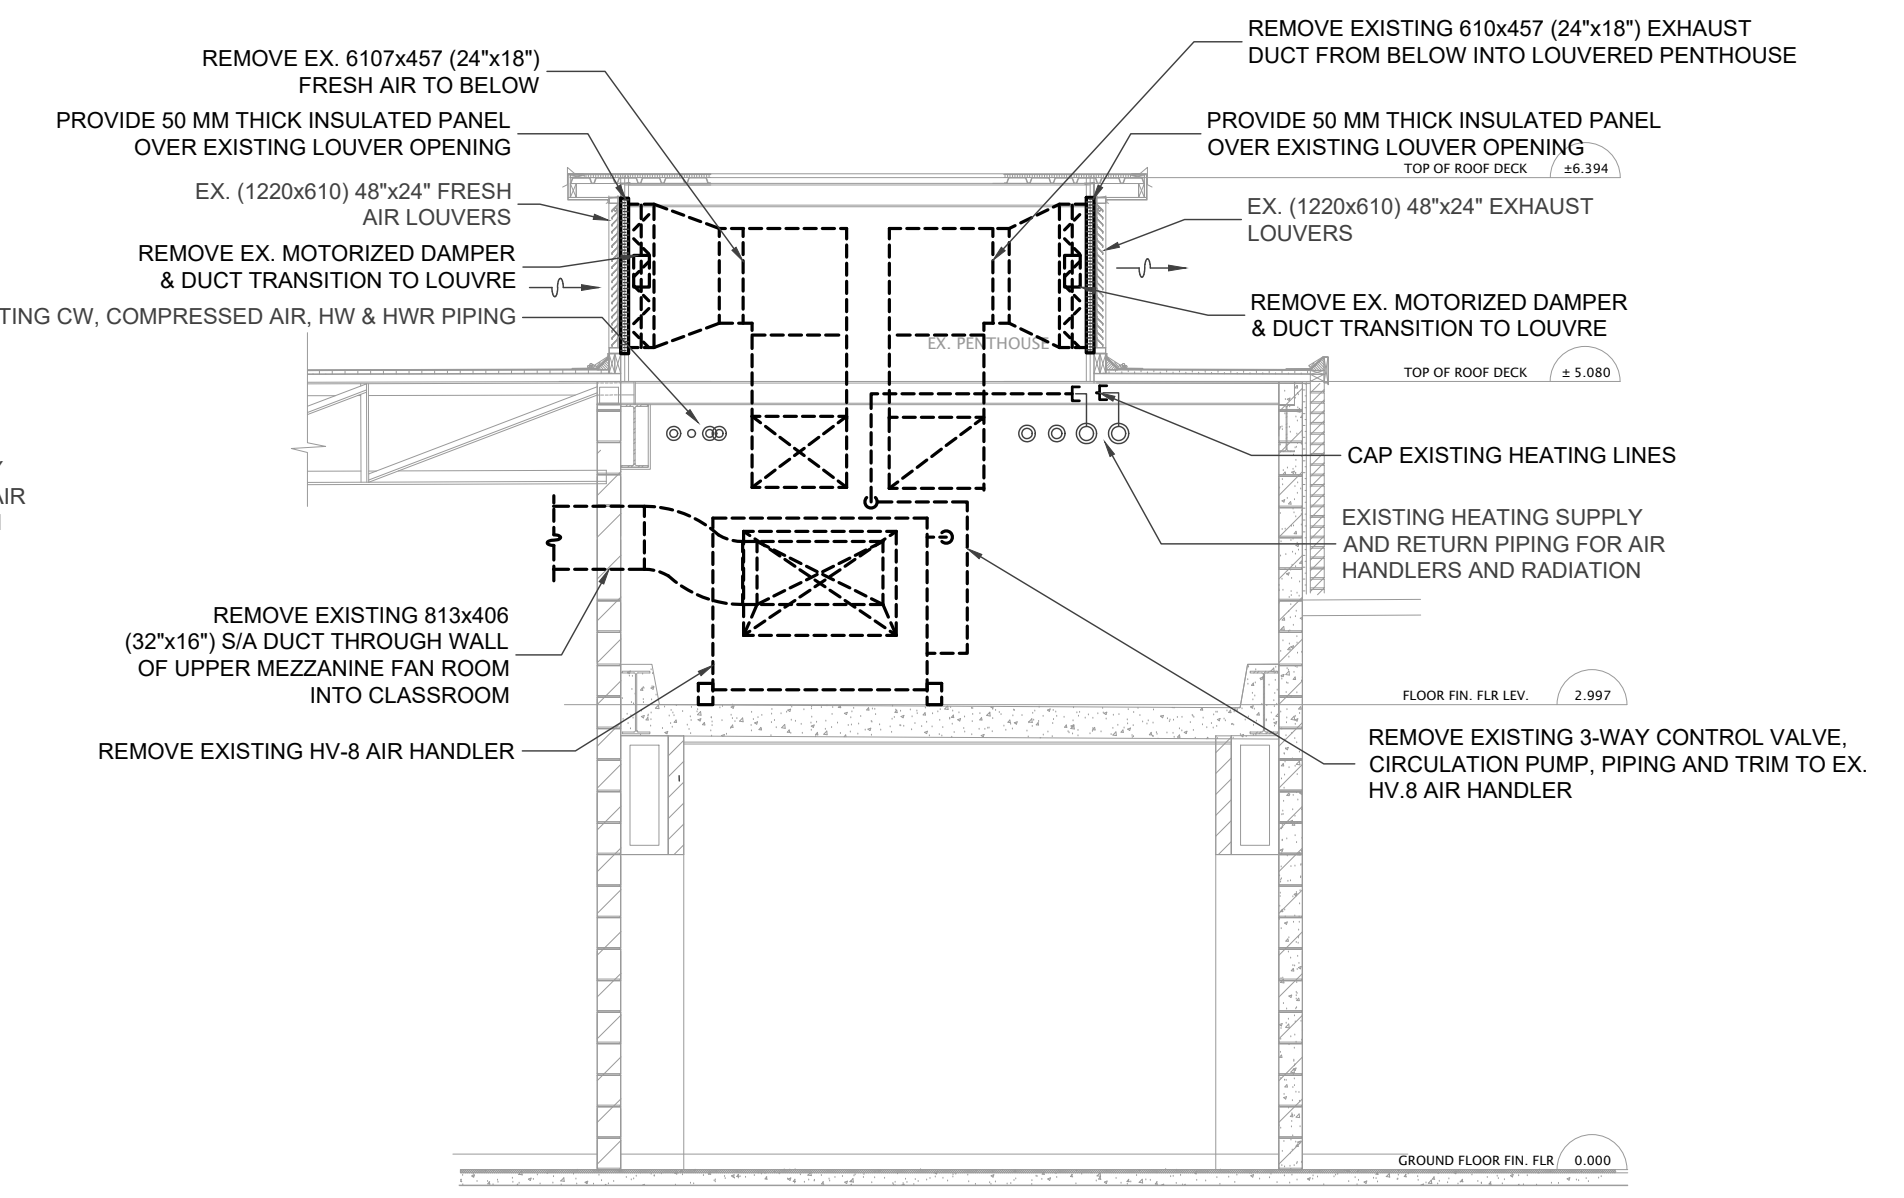 REMOVE EX. 6107x457 (24"x18")
FRESH AIR TO BELOW
PROVIDE 50 MM THICK INSULATED PANEL
OVER EXISTING LOUVER OPENING
EX. (1220x610) 48"x24" FRESH
AIR LOUVERS
REMOVE EX. MOTORIZED DAMPER
& DUCT TRANSITION TO LOUVRE
TING CW, COMPRESSED AIR, HW & HWR PIPING
AIR
REMOVE EXISTING 813x406
(32"x16") S/A DUCT THROUGH WALL
OF UPPER MEZZANINE FAN ROOM
INTO CLASSROOM
REMOVE EXISTING HV-8 AIR HANDLER
EX. PENTHOUSE
REMOVE EXISTING 610x457 (24"x18") EXHAUST
DUCT FROM BELOW INTO LOUVERED PENTHOUSE
PROVIDE 50 MM THICK INSULATED PANEL
OVER EXISTING LOUVER OPENING
TOP OF ROOF DECK ±6.394
EX. (1220x610) 48"x24" EXHAUST
LOUVERS
REMOVE EX. MOTORIZED DAMPER
& DUCT TRANSITION TO LOUVRE
TOP OF ROOF DECK ± 5.080
CAP EXISTING HEATING LINES
EXISTING HEATING SUPPLY
AND RETURN PIPING FOR AIR
HANDLERS AND RADIATION
FLOOR FIN. FLR LEV. 2.997
REMOVE EXISTING 3-WAY CONTROL VALVE,
CIRCULATION PUMP, PIPING AND TRIM TO EX.
HV.8 AIR HANDLER
GROUND FLOOR FIN. FLR 0.000